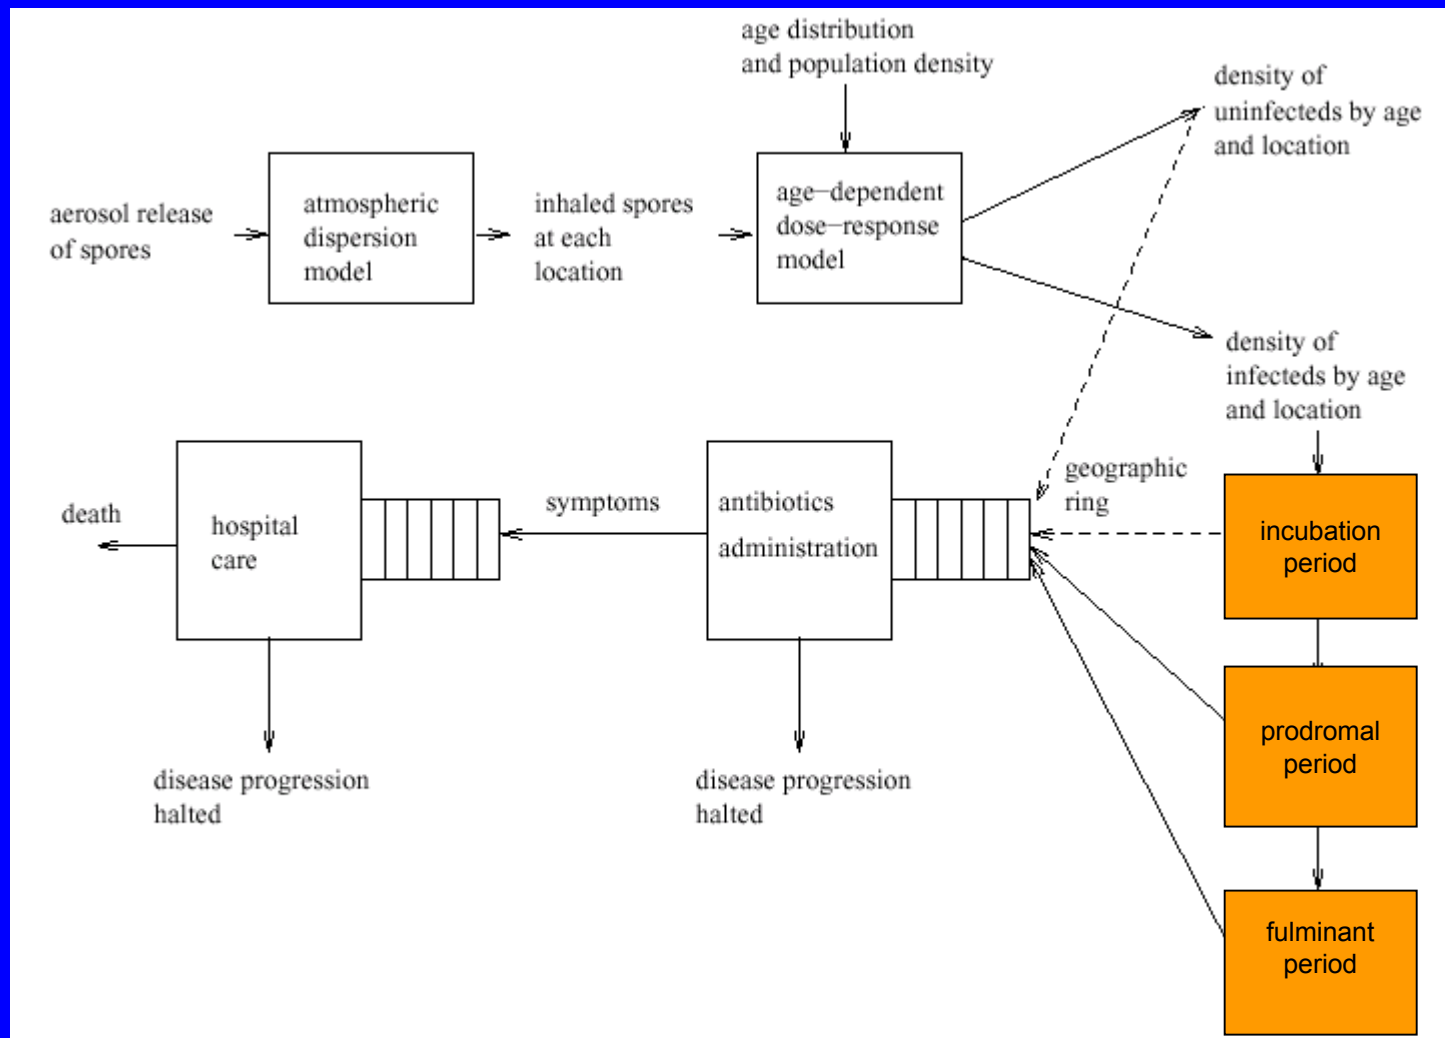 age distribution
and population density
density of
uninfecteds by age
and location
aerosol release
of spores
atmospheric
dispersion
model
inhaled spores
at each
location
age−dependent
dose−response
model
density of
infecteds by age
and location
death
hospital
care
symptoms
antibiotics
administration
geographic
ring
incubation
period
prodromal
period
disease progression
halted
disease progression
halted
fulminant
period